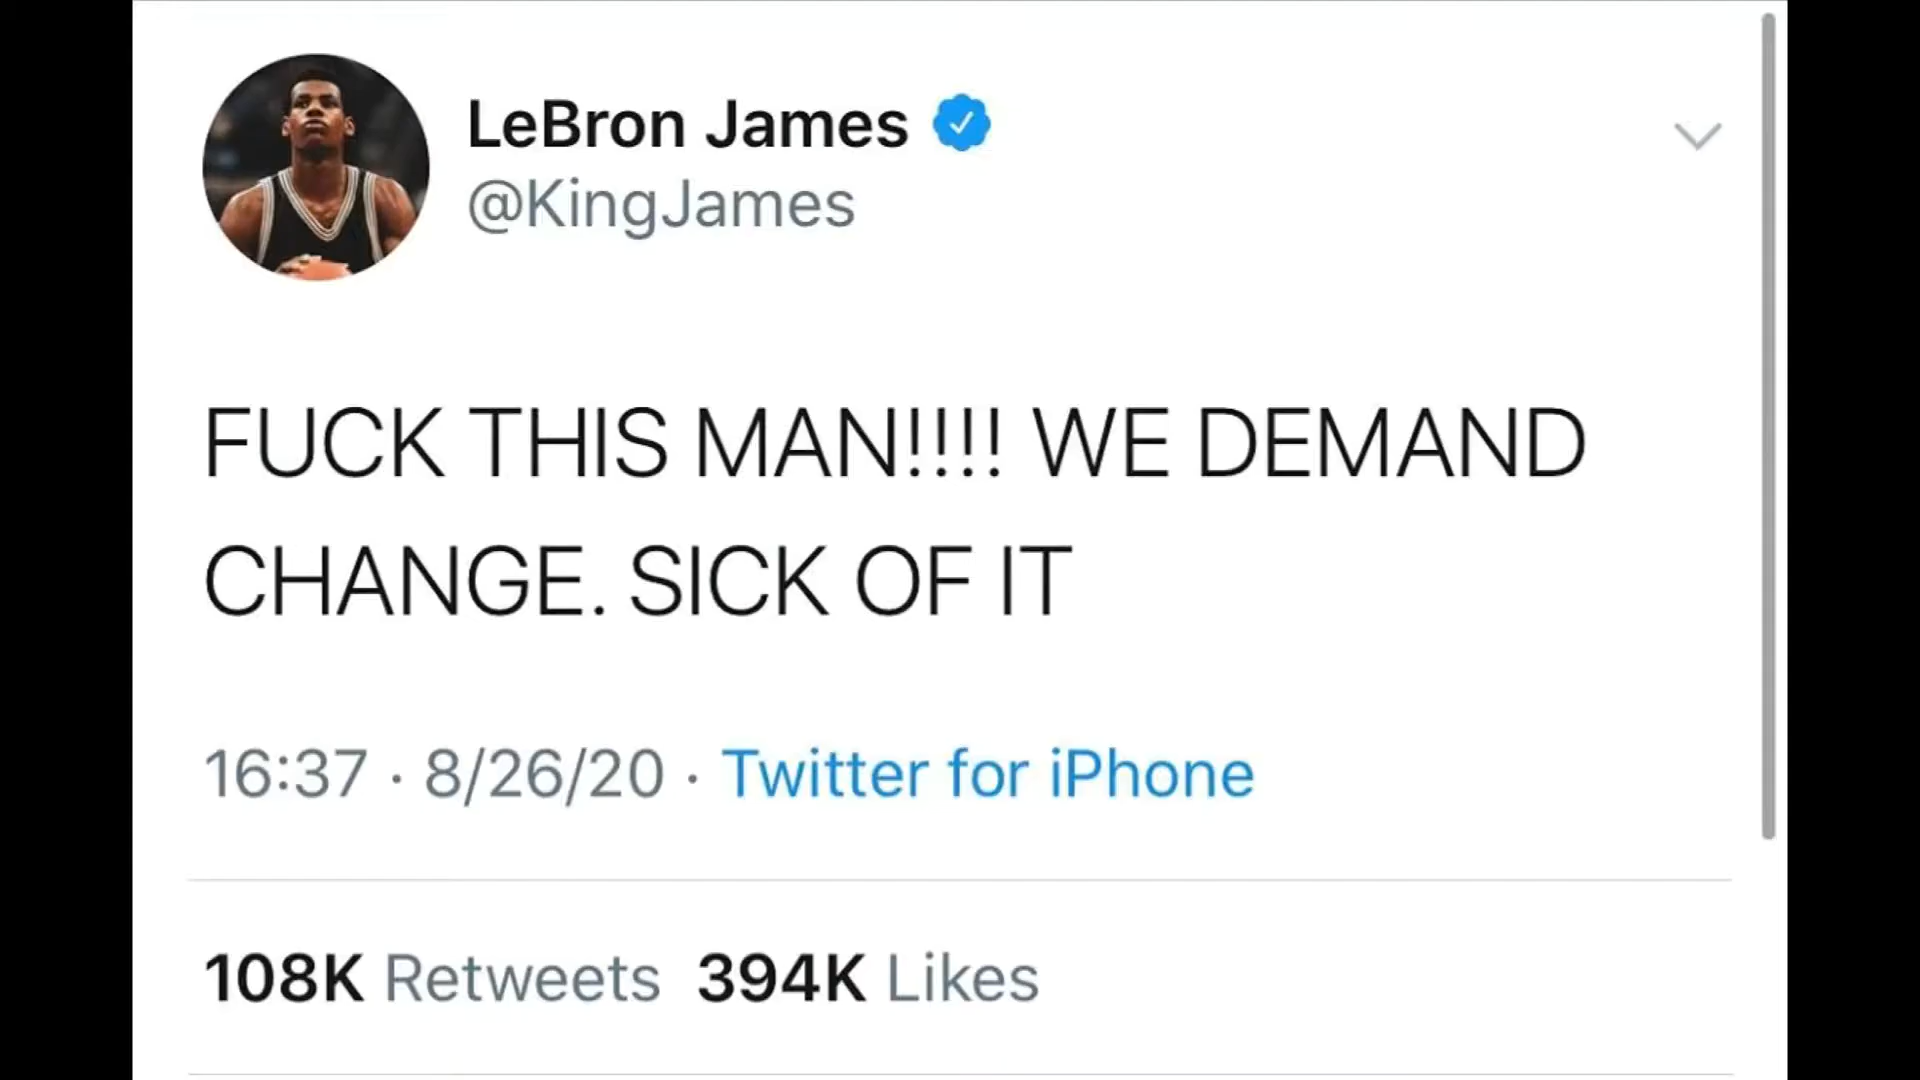 LeBron James
@KingJames
FUCK THIS MAN!!!! WE DEMAND
CHANGE. SICK OF IT
16:37 · 8/26/20 · Twitter for iPhone
108K Retweets 394K Likes